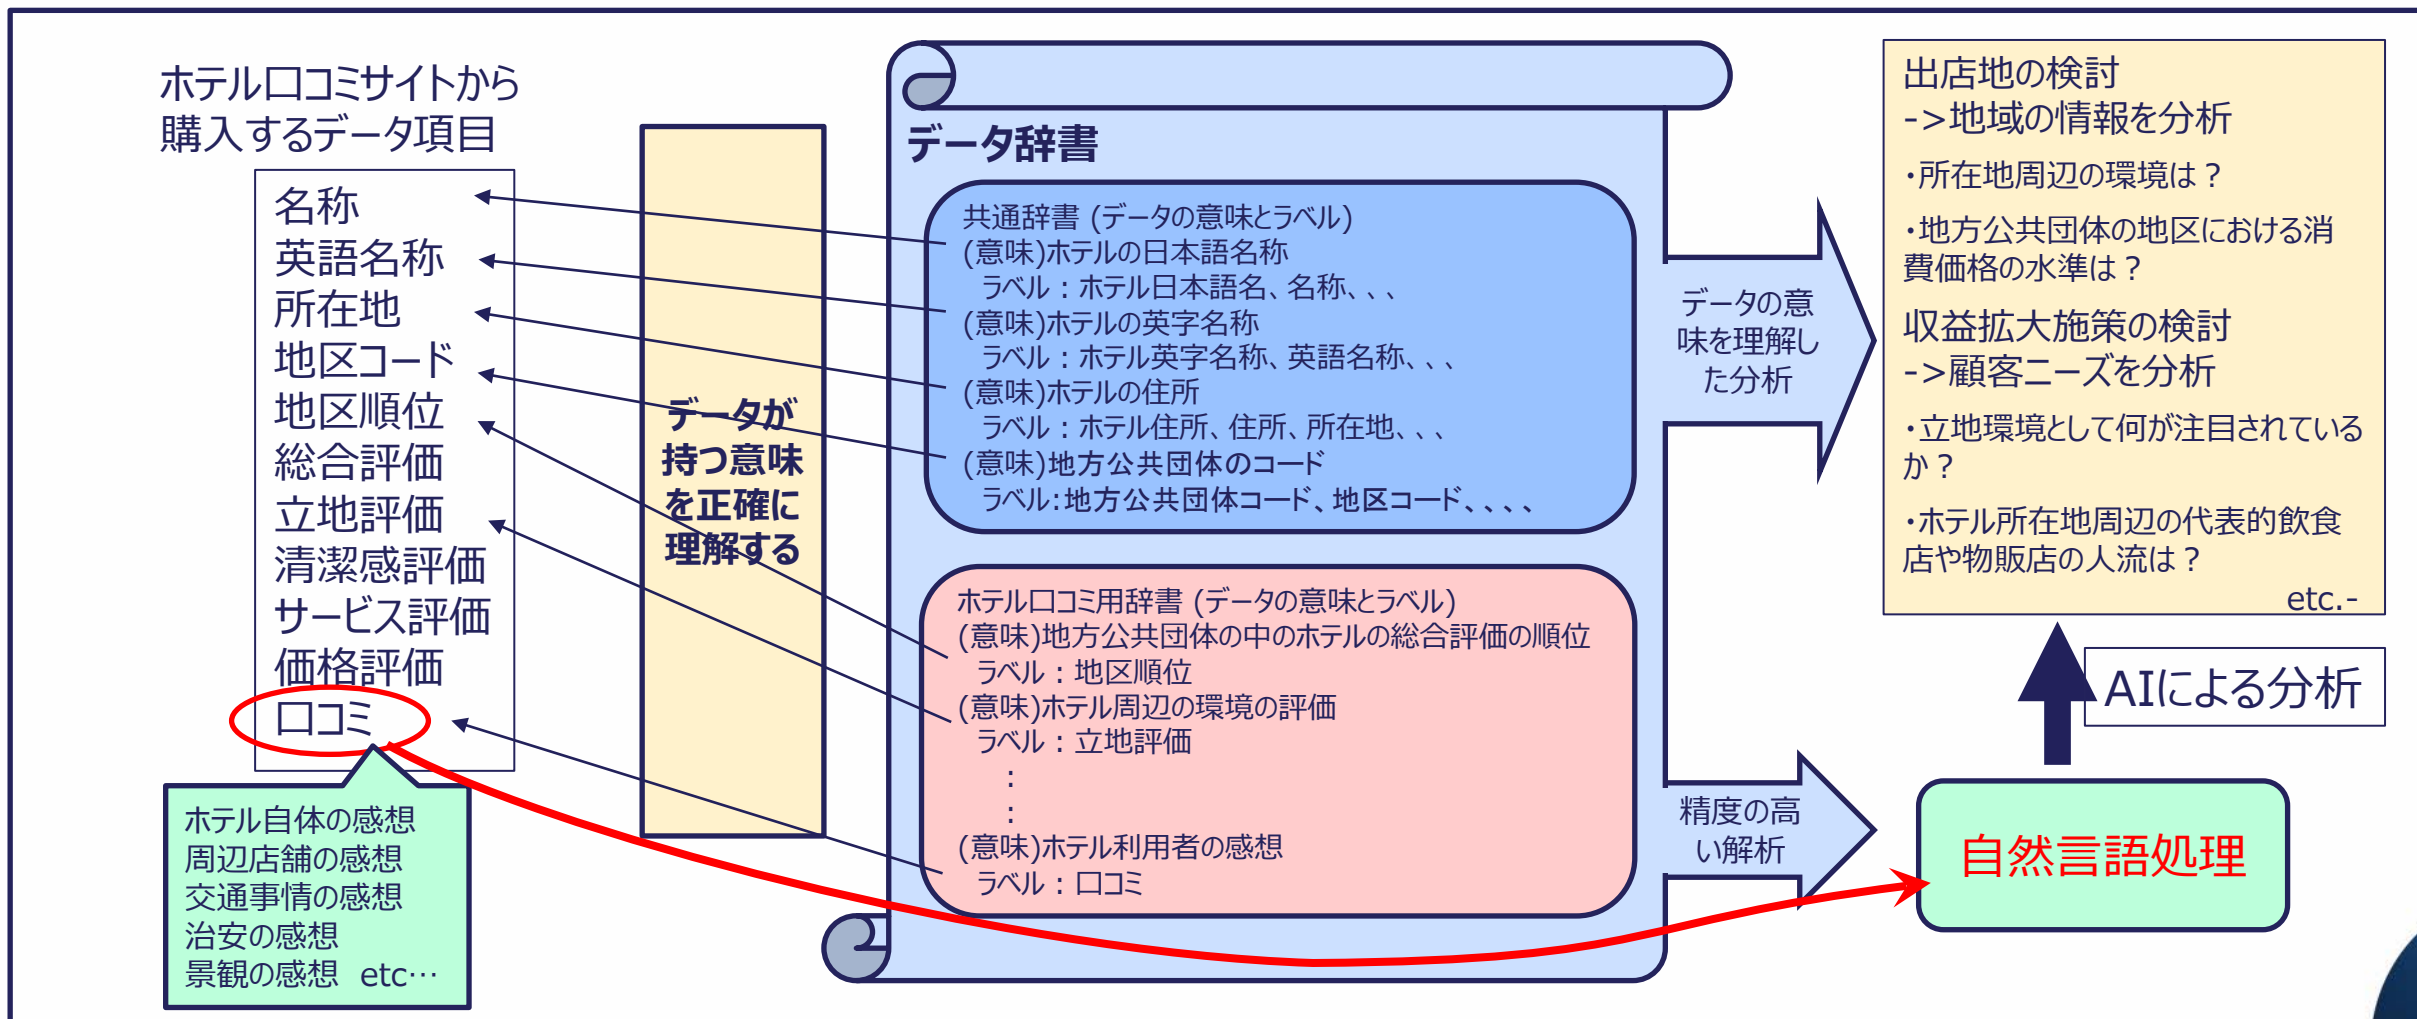 ホテル口コミサイトから
購入するデータ項目
名称
英語名称
所在地
地区コード
地区順位
総合評価
立地評価
清潔感評価
サービス評価
価格評価
口コミ
ホテル自体の感想
周辺店舗の感想
交通事情の感想
治安の感想
景観の感想 etc…
データが
持つ意味
を正確に
理解する
データ辞書
共通辞書 (データの意味とラベル)
(意味)ホテルの日本語名称
ラベル：ホテル日本語名、名称、、、
(意味)ホテルの英字名称
ラベル：ホテル英字名称、英語名称、、、
(意味)ホテルの住所
ラベル：ホテル住所、住所、所在地、、、
(意味)地方公共団体のコード
ラベル:地方公共団体コード、地区コード、、、、
ホテル口コミ用辞書 (データの意味とラベル)
(意味)地方公共団体の中のホテルの総合評価の順位
ラベル：地区順位
(意味)ホテル周辺の環境の評価
ラベル：立地評価
：
：
(意味)ホテル利用者の感想
ラベル：口コミ
データの意
味を理解し
た分析
精度の高
い解析
出店地の検討
->地域の情報を分析
・所在地周辺の環境は？
・地方公共団体の地区における消
費価格の水準は？
収益拡大施策の検討
->顧客ニーズを分析
・立地環境として何が注目されている
か？
・ホテル所在地周辺の代表的飲食
店や物販店の人流は？
etc.-
AIによる分析
自然言語処理